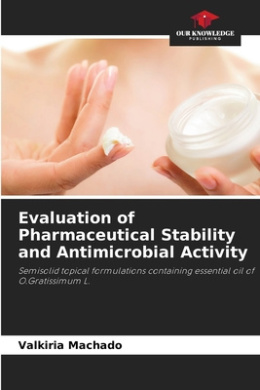 OUR KNOWLEDGE
PUBLISHING
Evaluation of
Pharmaceutical Stability
and Antimicrobial Activity
Semisolid topical formulations containing essential oil of
O.Gratissimum L.
Valkiria Machado